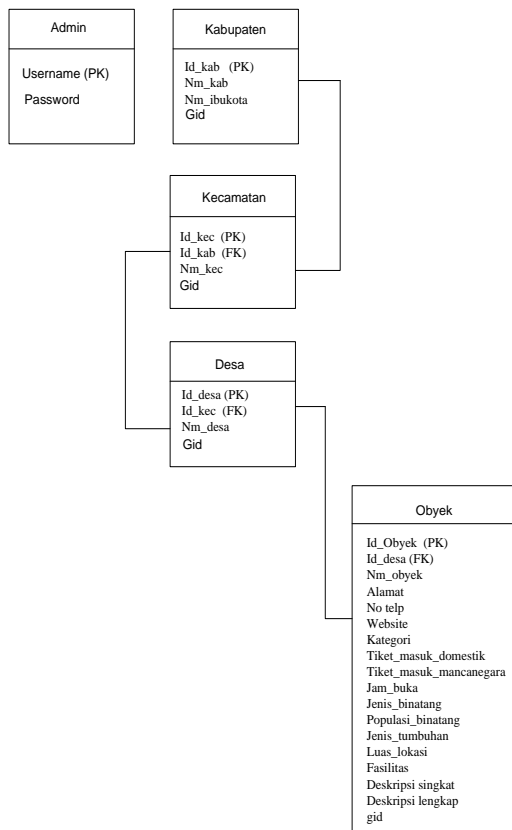 Admin
Username (PK)
Password
Kabupaten
Id_kab (PK)
Nm_kab
Nm_ibukota
Gid
Kecamatan
Id_kec (PK)
Id_kab (FK)
Nm_kec
Gid
Desa
Id_desa (PK)
Id_kec (FK)
Nm_desa
Gid
Obyek
Id_Obyek (PK)
Id_desa (FK)
Nm_obyek
Alamat
No telp
Website
Kategori
Tiket_masuk_domestik
Tiket_masuk_mancanegara
Jam_buka
Jenis_binatang
Populasi_binatang
Jenis_tumbuhan
Luas_lokasi
Fasilitas
Deskripsi singkat
Deskripsi lengkap
gid